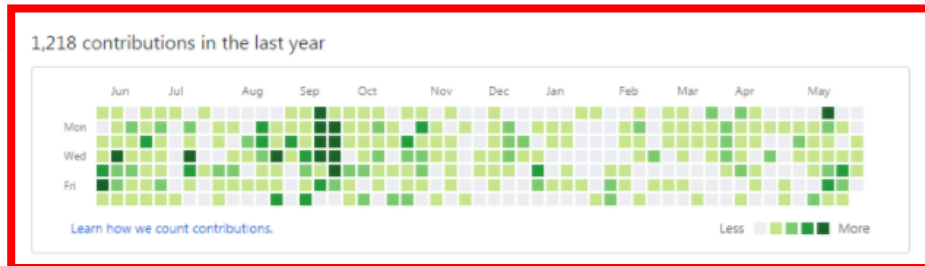 1,218 contributions in the last year
Jun Jul Aug Sep Oct Nov Dec Jan Feb Mar Apr May
Mon
Wed
Fri
Learn how we count contributions.
Less More